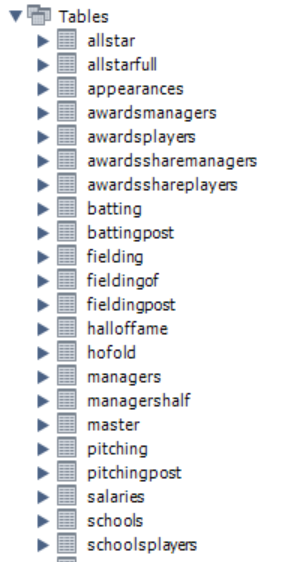 Tables
allstar
allstarfull
appearances
awardsmanagers
awardsplayers
awardssharemanagers
awardsshareplayers
batting
battingpost
fielding
fieldingof
fieldingpost
halloffame
hofold
managers
managershalf
master
pitching
pitchingpost
salaries
schools
schoolsplayers